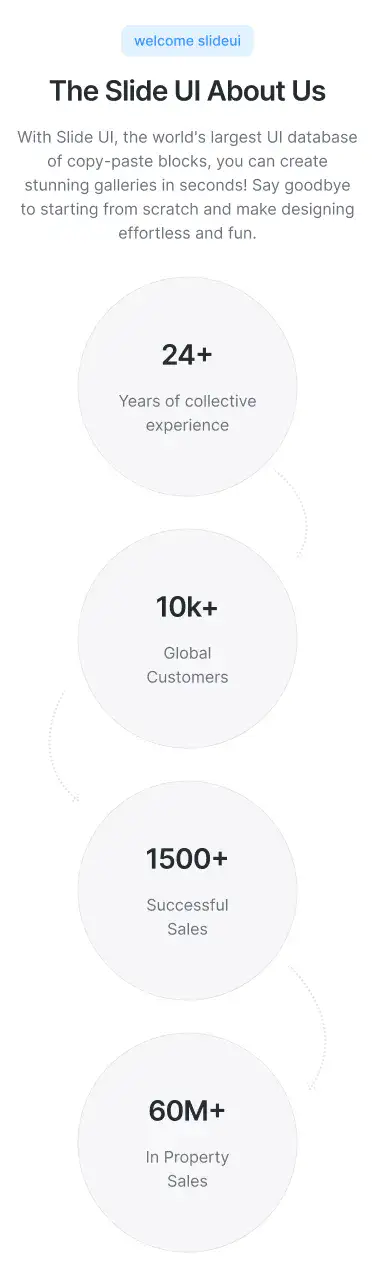 welcome slideui
The Slide UI About Us
With Slide UI, the world's largest UI database
of copy-paste blocks, you can create
stunning galleries in seconds! Say goodbye
to starting from scratch and make designing
effortless and fun.
24+
Years of collective
experience
10k+
Global
Customers
1500+
Successful
Sales
60M+
In Property
Sales